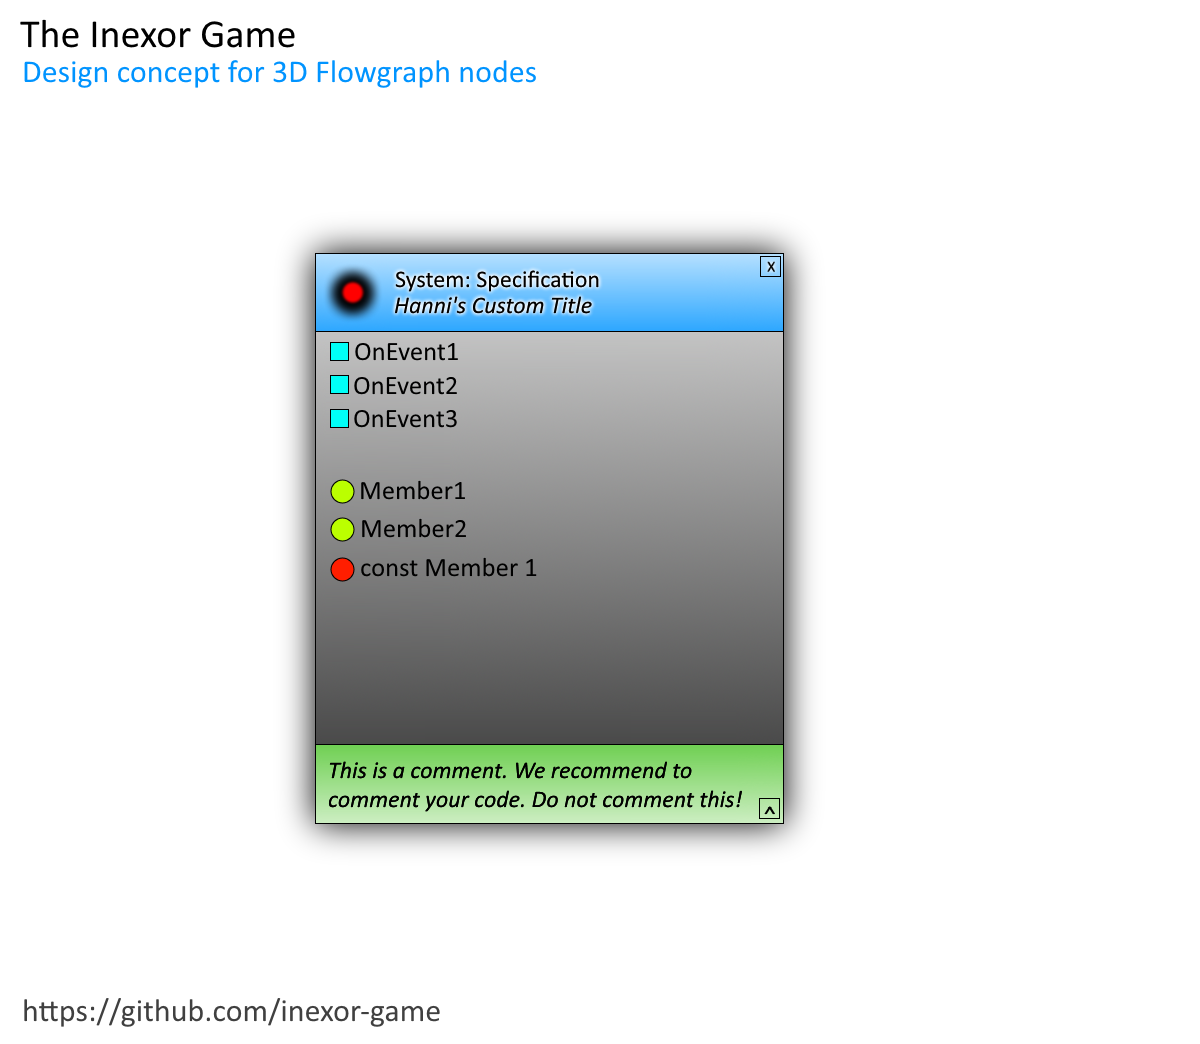 The Inexor Game
Design concept for 3D Flowgraph nodes
X
System: Specification
Hanni's Custom Title
OnEvent1
OnEvent2
OnEvent3
Member1
Member2
const Member 1
This is a comment. We recommend to
comment your code. Do not comment this!
^
https://github.com/inexor-game